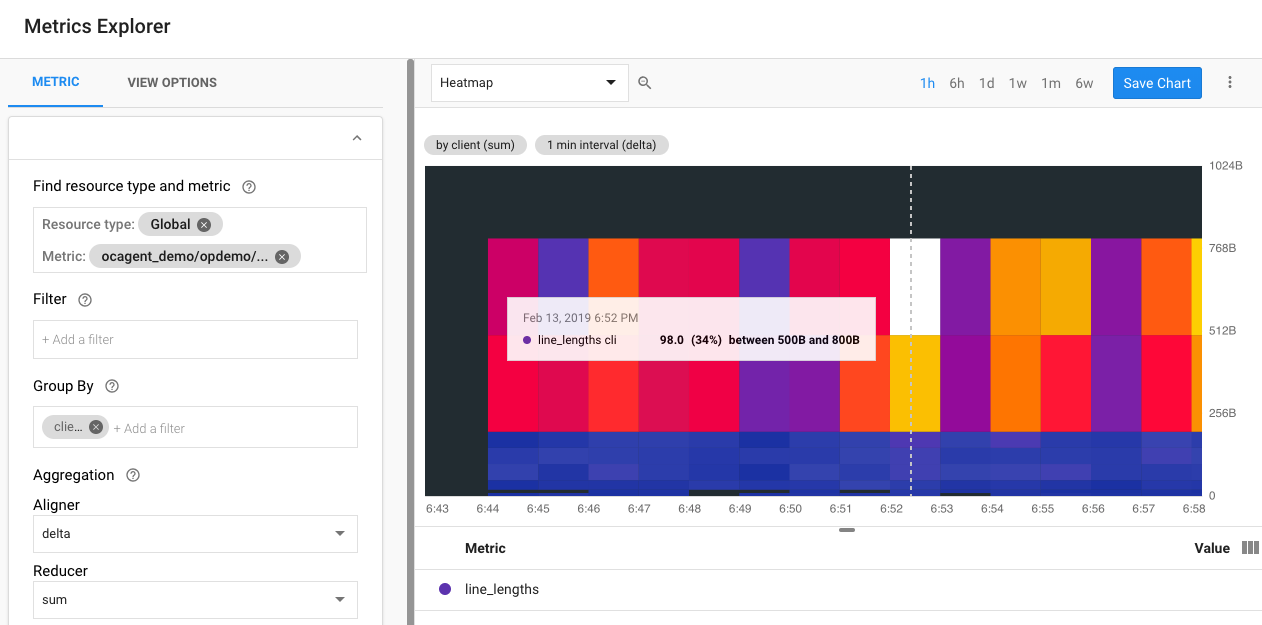 Metrics Explorer
METRIC VIEW OPTIONS
Find resource type and metric
Resource type: Global
Metric: ocagent_demo/opdemo/...
Filter
+ Add a filter
Group By
clie... + Add a filter
Aggregation
Aligner
delta
Reducer
sum
Heatmap 1h 6h 1d 1w 1m 6w Save Chart
by client (sum) 1 min interval (delta)
1024B
768B
512B
256B
0
Feb 13, 2019 6:52 PM
line_lengths cli 98.0 (34%) between 500B and 800B
6:43 6:44 6:45 6:46 6:47 6:48 6:49 6:50 6:51 6:52 6:53 6:54 6:55 6:56 6:57 6:58
Metric Value
line_lengths